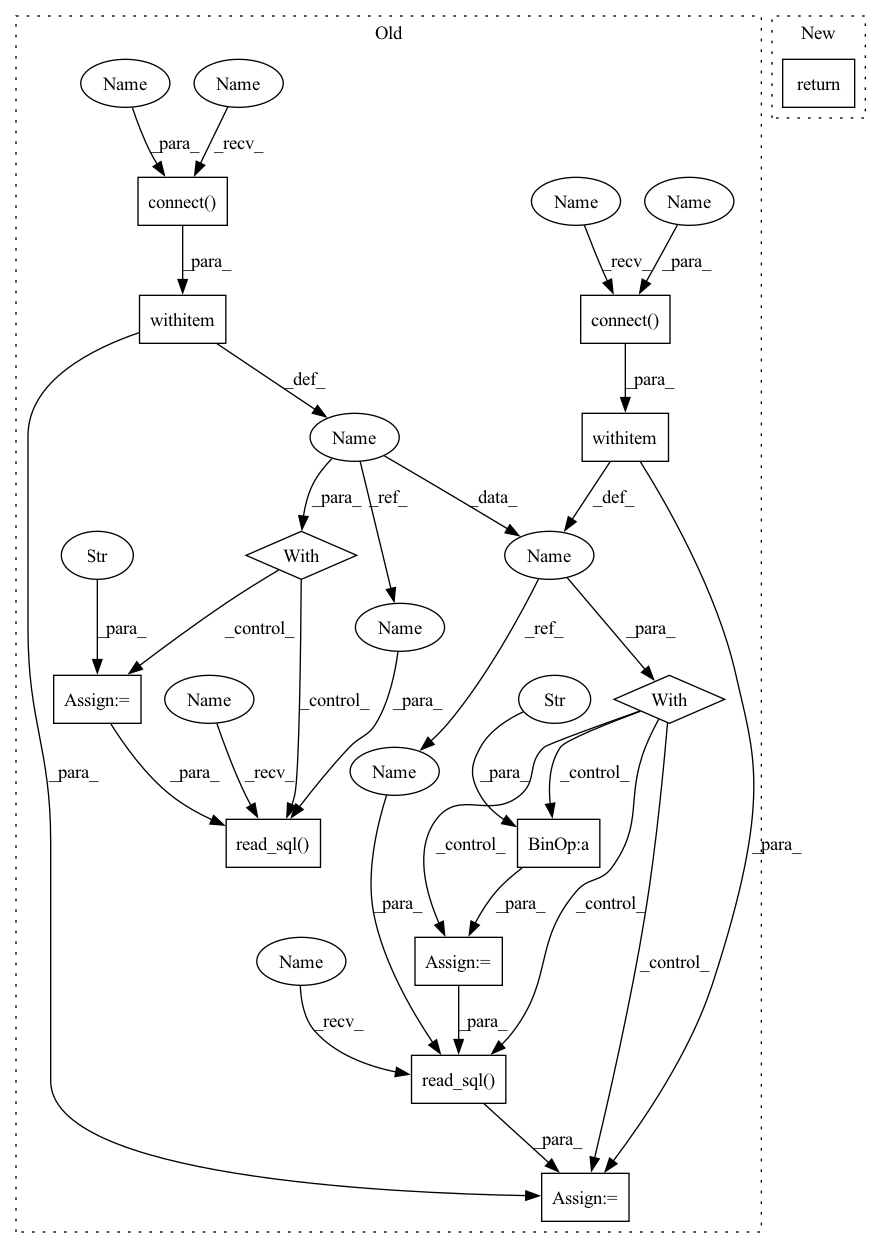 Old
New
Name
Name
return
_para_
_recv_
connect()
Name
Name
_para_
_recv_
_para_
withitem
connect()
_def_
_para_
Name
withitem
_para_
_ref_
_data_
_def_
Str
With
Name
_para_
_control_
Name
_ref_
_para_
Assign:=
Name
_control_
_para_
Str
With
_para_
_para_
_recv_
Name
_para_
_control_
read_sql()
BinOp:a
_control_
_para_
_para_
_para_
_control_
Name
Assign:=
_control_
_recv_
_para_
read_sql()
_para_
Assign:=